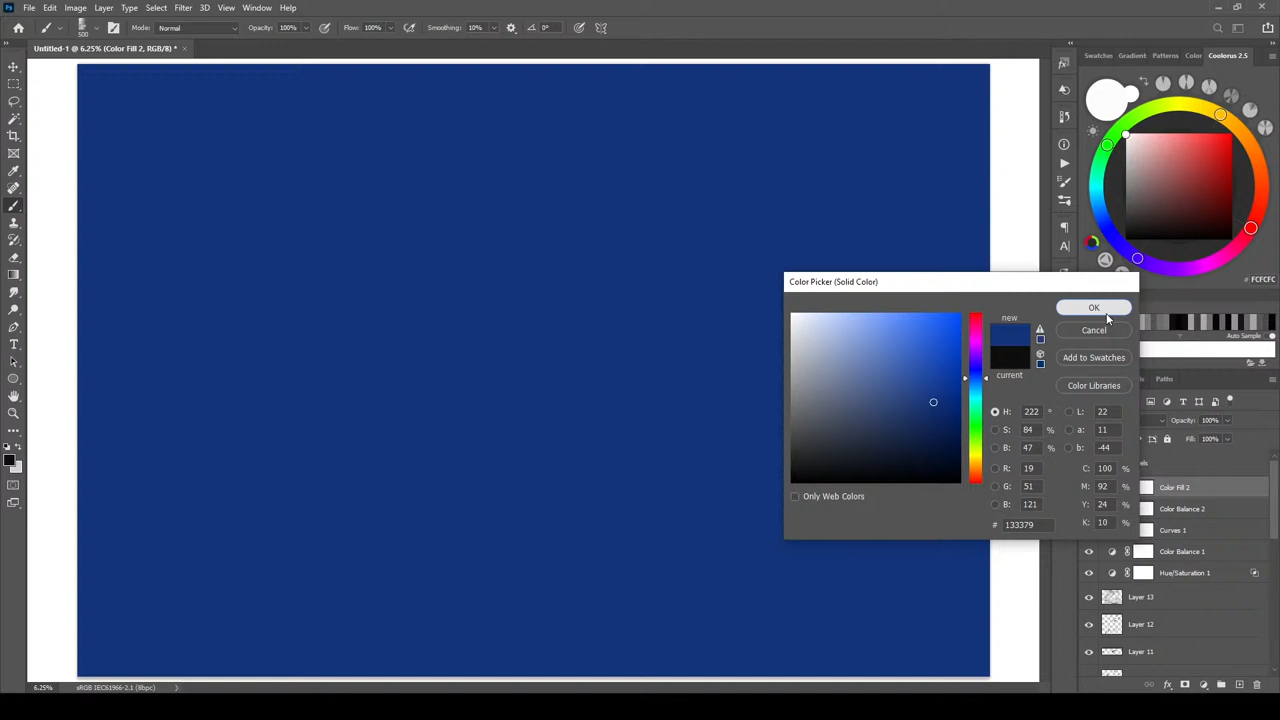 Ps File Edit Image Layer Type Select Filter 3D View Window Help
500 Mode: Normal Opacity: 100% Flow: 100% Smoothing: 10% 0°
Untitled-1 @ 6.25% (Color Fill 2, RGB/8) * ×
Swatches Gradient Patterns Color Coolorus 2.5
# FCFCFC
Color Picker (Solid Color)
new
current
OK
Cancel
Add to Swatches
Color Libraries
H: 222 °
S: 84 %
B: 47 %
R: 19
G: 51
B: 121
# 133379
L: 22
a: 11
b: -44
C: 100 %
M: 92 %
Y: 24 %
K: 10 %
Only Web Colors
Auto Sample
Paths
Opacity: 100%
Fill: 100%
Color Fill 2
Color Balance 2
Curves 1
Color Balance 1
Hue/Saturation 1
Layer 13
Layer 12
Layer 11
6.25% sRGB IEC61966-2.1 (8bpc)